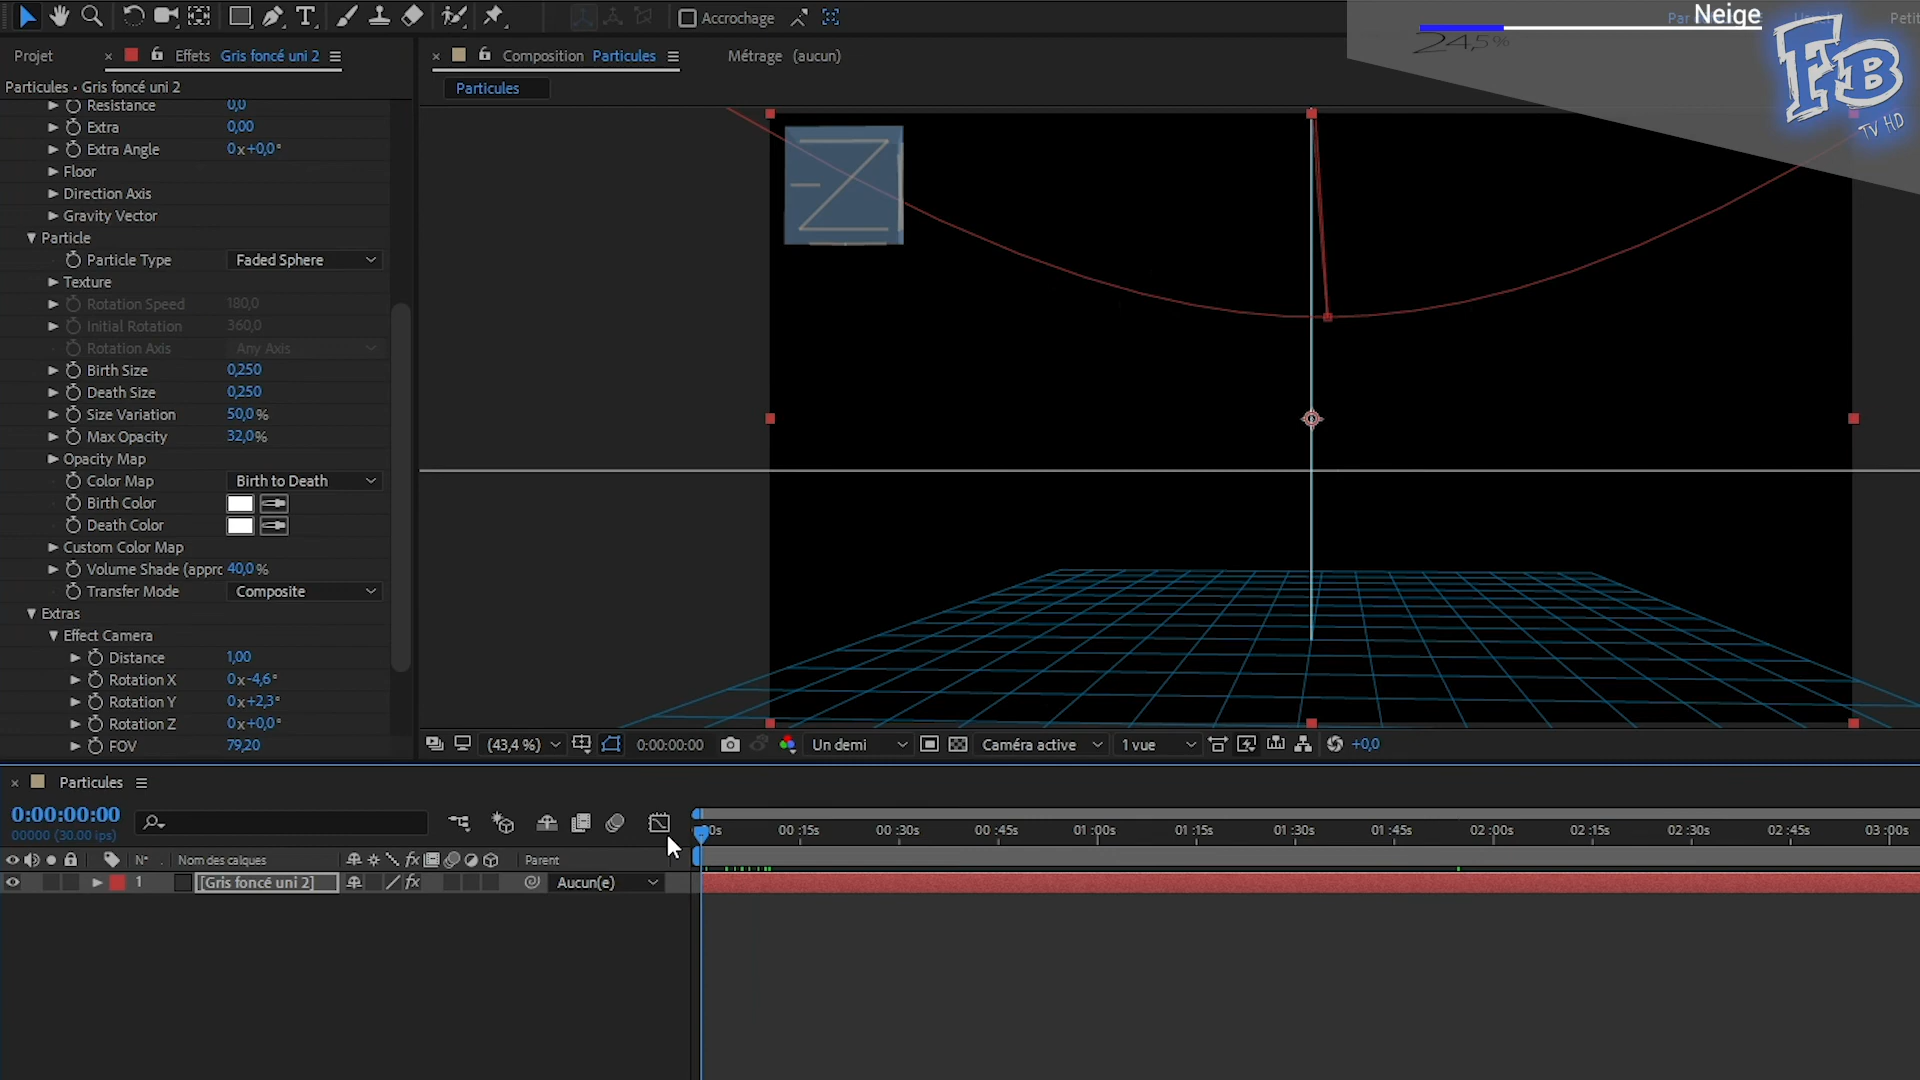 Accrochage
Par Neige
Petit
24,5%
FB
TV HD
Projet
Effets Gris foncé uni 2
Composition Particules
Métrage (aucun)
Particules • Gris foncé uni 2
Particules
Resistance 0,0
Extra 0,00
Extra Angle 0x+0,0°
Floor
Direction Axis
Gravity Vector
Particle
Particle Type Faded Sphere
Texture
Rotation Speed 180,0
Initial Rotation 360,0
Rotation Axis Any Axis
Birth Size 0,250
Death Size 0,250
Size Variation 50,0%
Max Opacity 32,0%
Opacity Map
Color Map Birth to Death
Birth Color
Death Color
Custom Color Map
Volume Shade (appro 40,0%
Transfer Mode Composite
Extras
Effect Camera
Distance 1,00
Rotation X 0x-4,6°
Rotation Y 0x+2,3°
Rotation Z 0x+0,0°
FOV 79,20
-Z
(43,4 %) 0:00:00:00 Un demi Caméra active 1 vue +0,0
Particules
0:00:00:00
00000 (30.00 ips)
00s 00:15s 00:30s 00:45s 01:00s 01:15s 01:30s 01:45s 02:00s 02:15s 02:30s 02:45s 03:00s
N° Nom des calques fx Parent
1 [Gris foncé uni 2] fx Aucun(e)